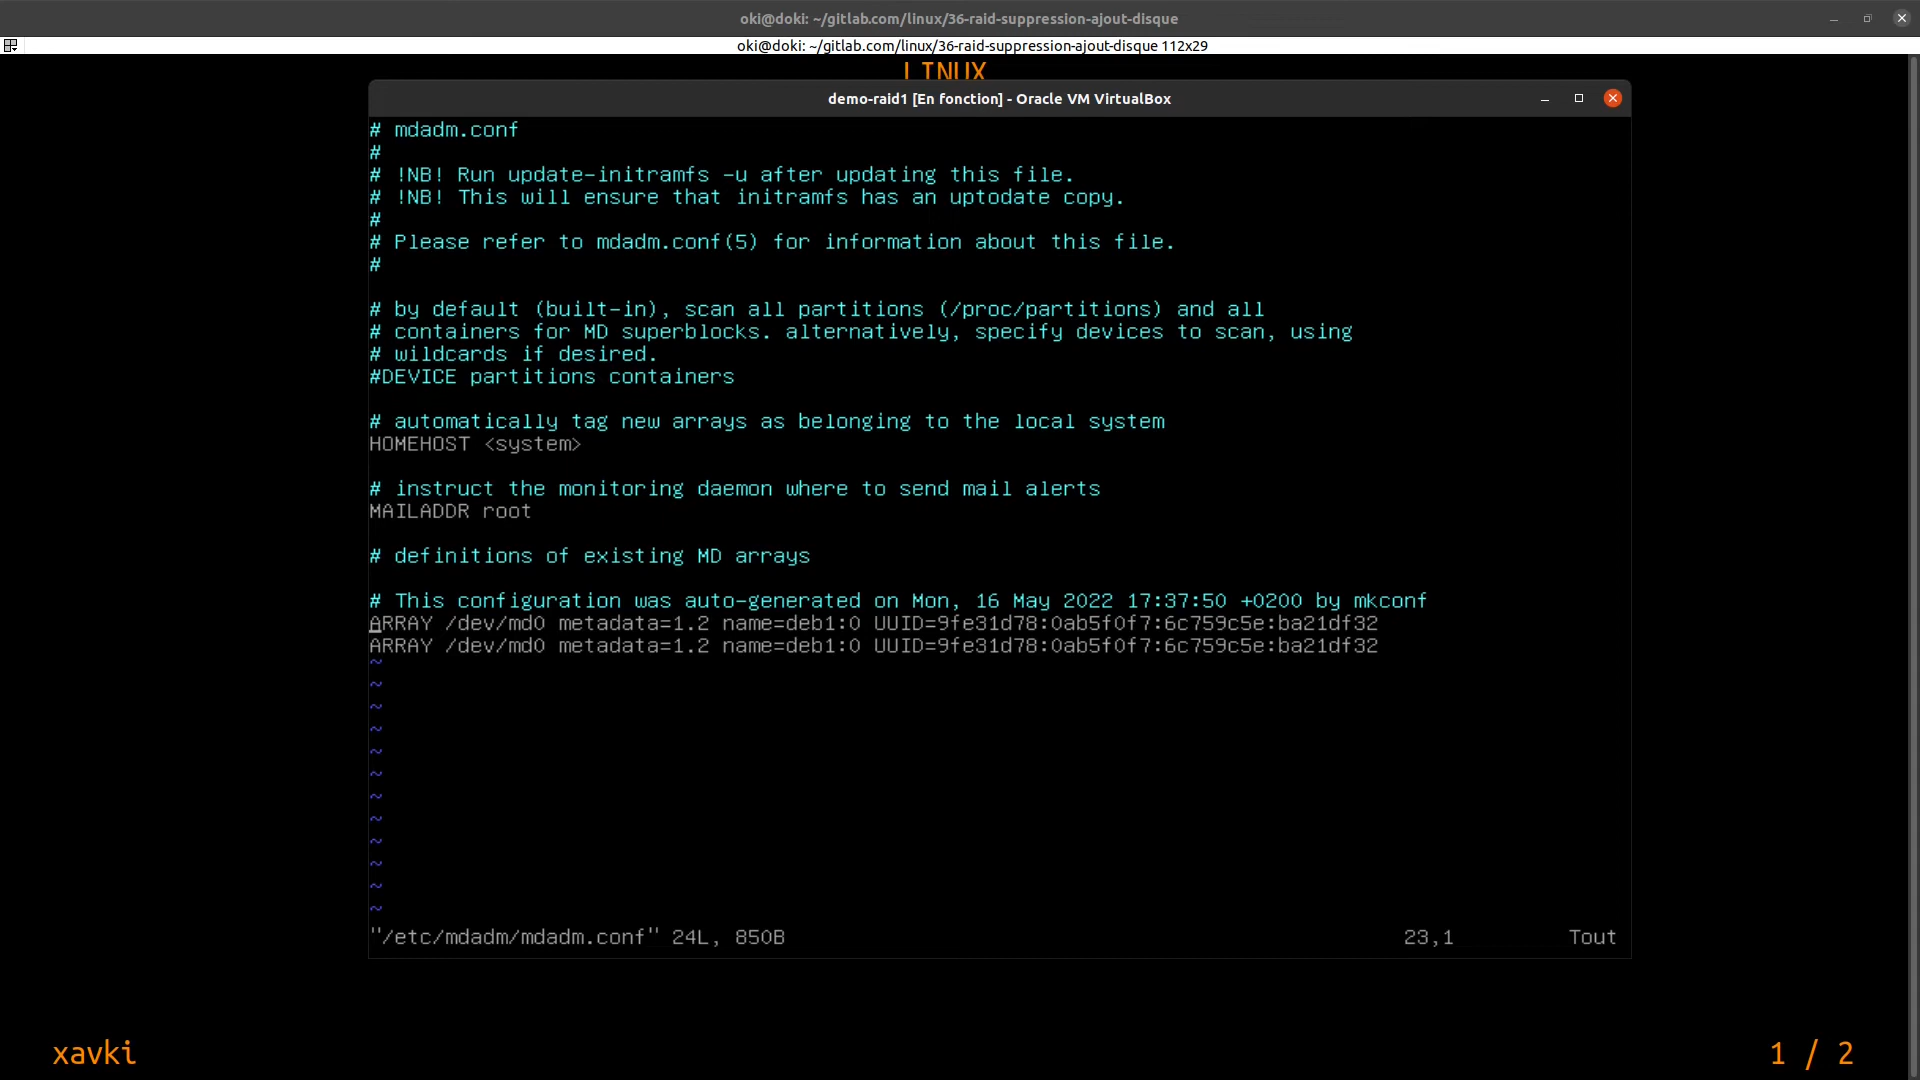 oki@doki: ~/gitlab.com/linux/36-raid-suppression-ajout-disque
oki@doki: ~/gitlab.com/linux/36-raid-suppression-ajout-disque 112x29
LINUX
demo-raid1 [En fonction] - Oracle VM VirtualBox
# mdadm.conf
#
# !NB! Run update-initramfs -u after updating this file.
# !NB! This will ensure that initramfs has an uptodate copy.
#
# Please refer to mdadm.conf(5) for information about this file.
#
# by default (built-in), scan all partitions (/proc/partitions) and all
# containers for MD superblocks. alternatively, specify devices to scan, using
# wildcards if desired.
#DEVICE partitions containers
# automatically tag new arrays as belonging to the local system
HOMEHOST <system>
# instruct the monitoring daemon where to send mail alerts
MAILADDR root
# definitions of existing MD arrays
# This configuration was auto-generated on Mon, 16 May 2022 17:37:50 +0200 by mkconf
ARRAY /dev/md0 metadata=1.2 name=deb1:0 UUID=9fe31d78:0ab5f0f7:6c759c5e:ba21df32
ARRAY /dev/md0 metadata=1.2 name=deb1:0 UUID=9fe31d78:0ab5f0f7:6c759c5e:ba21df32
~
~
~
~
~
~
~
~
~
~
~
~
"/etc/mdadm/mdadm.conf" 24L, 850B 23,1 Tout
xavki 1 / 2